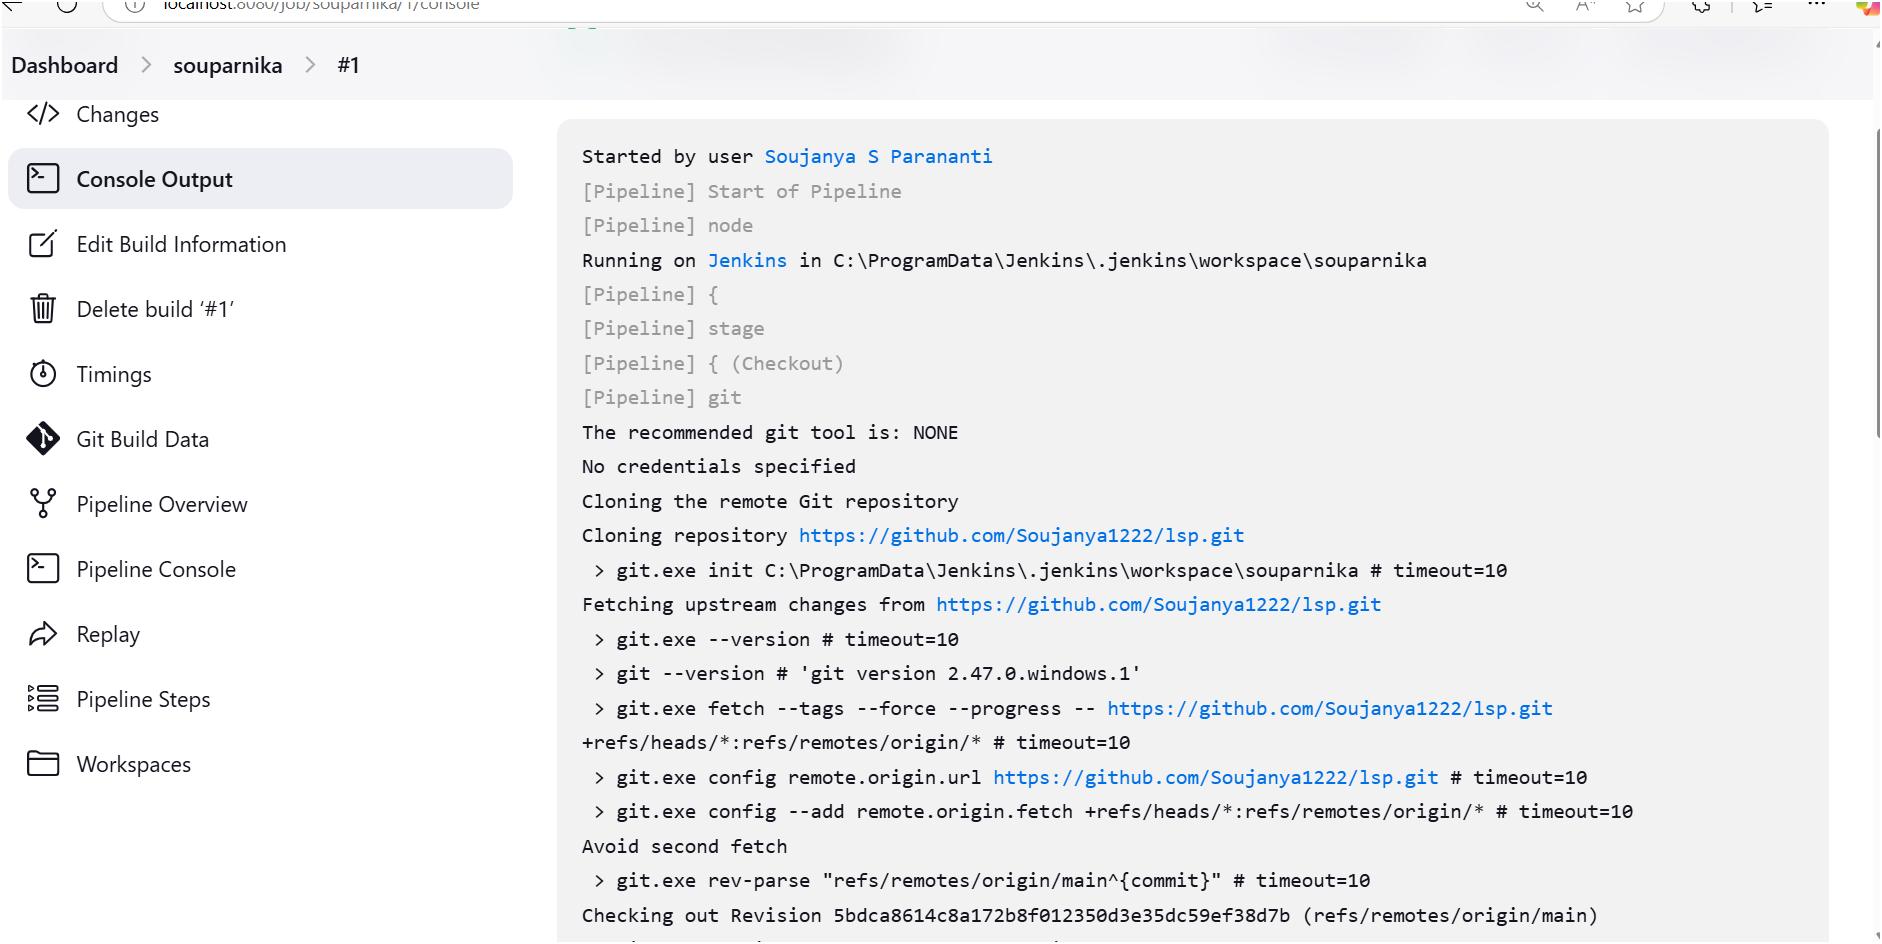 localhost:8080/job/souparnika/1/console
Dashboard > souparnika > #1
Changes
Console Output
Edit Build Information
Delete build ‘#1’
Timings
Git Build Data
Pipeline Overview
Pipeline Console
Replay
Pipeline Steps
Workspaces
Started by user Soujanya S Parananti
[Pipeline] Start of Pipeline
[Pipeline] node
Running on Jenkins in C:\ProgramData\Jenkins\.jenkins\workspace\souparnika
[Pipeline] {
[Pipeline] stage
[Pipeline] { (Checkout)
[Pipeline] git
The recommended git tool is: NONE
No credentials specified
Cloning the remote Git repository
Cloning repository https://github.com/Soujanya1222/lsp.git
 > git.exe init C:\ProgramData\Jenkins\.jenkins\workspace\souparnika # timeout=10
Fetching upstream changes from https://github.com/Soujanya1222/lsp.git
 > git.exe --version # timeout=10
 > git --version # 'git version 2.47.0.windows.1'
 > git.exe fetch --tags --force --progress -- https://github.com/Soujanya1222/lsp.git
+refs/heads/*:refs/remotes/origin/* # timeout=10
 > git.exe config remote.origin.url https://github.com/Soujanya1222/lsp.git # timeout=10
 > git.exe config --add remote.origin.fetch +refs/heads/*:refs/remotes/origin/* # timeout=10
Avoid second fetch
 > git.exe rev-parse "refs/remotes/origin/main^{commit}" # timeout=10
Checking out Revision 5bdca8614c8a172b8f012350d3e35dc59ef38d7b (refs/remotes/origin/main)